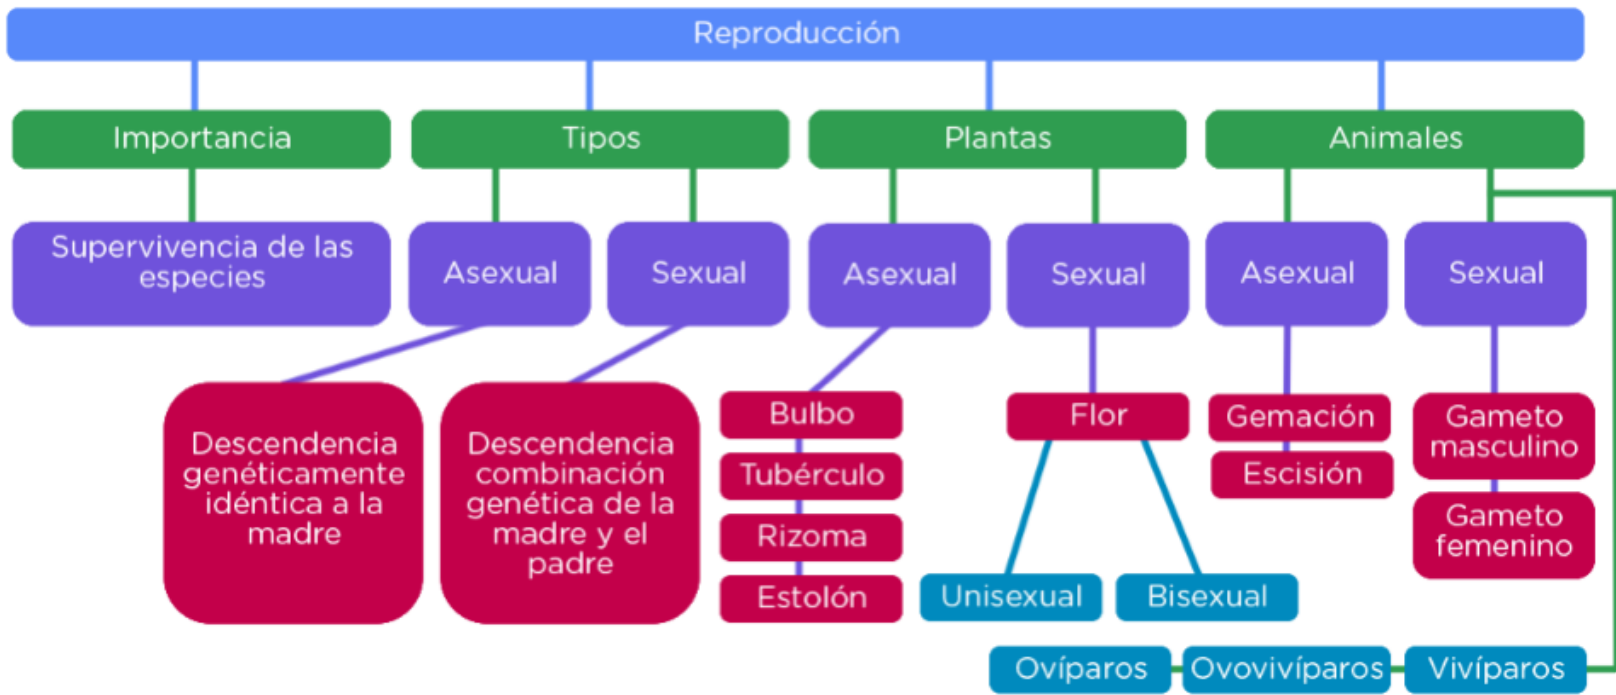 Reproducción
Importancia
Tipos
Plantas
Animales
Supervivencia de las
especies
Asexual
Sexual
Asexual
Sexual
Asexual
Sexual
Descendencia
genéticamente
idéntica a la
madre
Descendencia
combinación
genética de la
madre y el
padre
Bulbo
Tubérculo
Rizoma
Estolón
Flor
Unisexual
Bisexual
Gemación
Escisión
Gameto
masculino
Gameto
femenino
Ovíparos
Ovovivíparos
Vivíparos